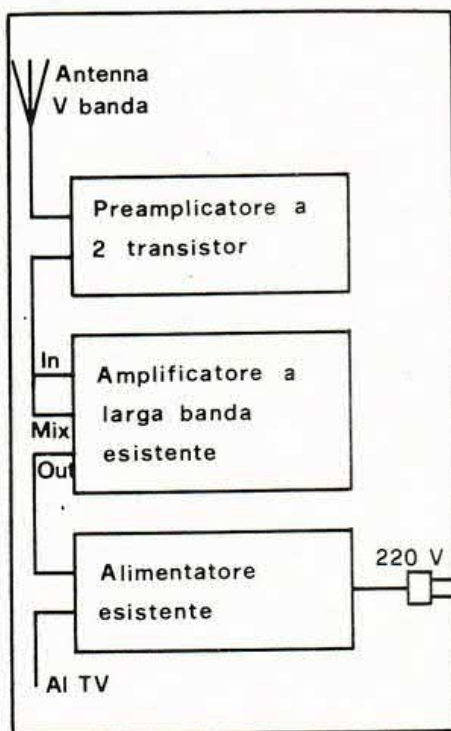 Antenna
V banda
Preamplicatore a
2 transistor
In
Amplificatore a
larga banda
Mix
esistente
Out
220 V
Alimentatore
esistente
Al TV